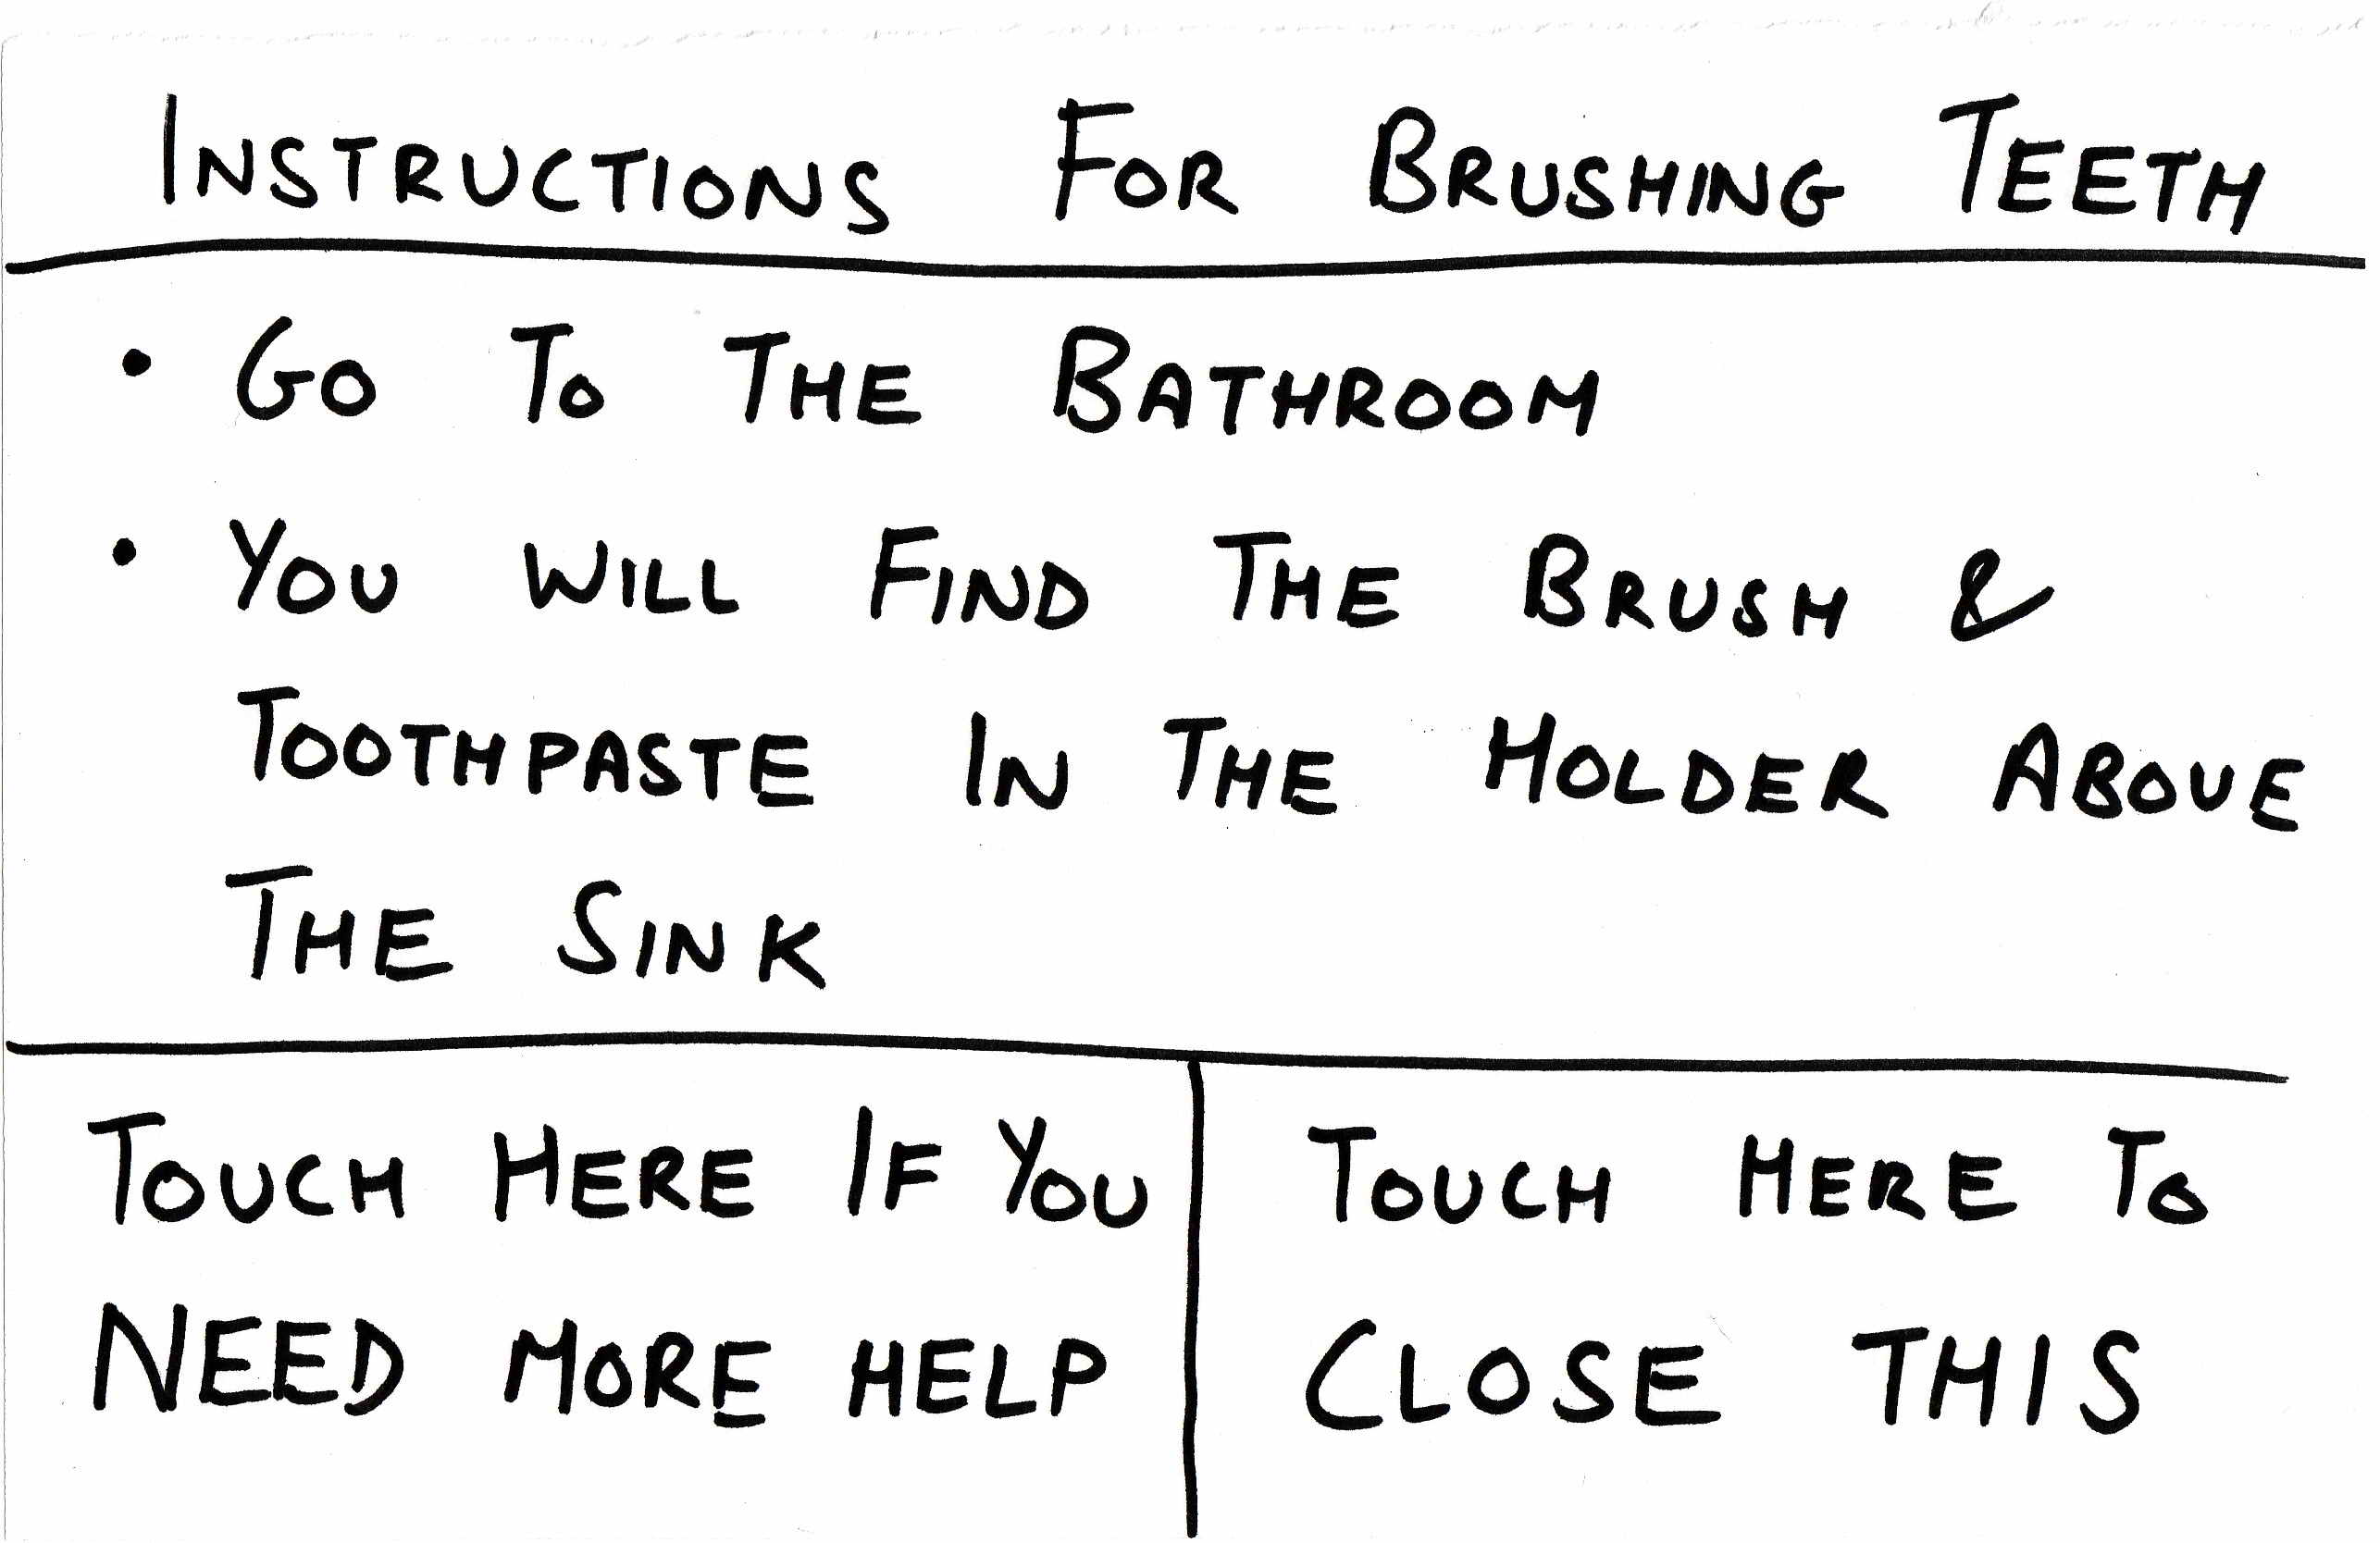 INSTRUCTIONS FOR BRUSHING TEETH
• GO TO THE BATHROOM
• YOU WILL FIND THE BRUSH &
TOOTHPASTE IN THE HOLDER ABOVE
THE SINK
TOUCH HERE IF YOU
NEED MORE HELP
TOUCH HERE TO
CLOSE THIS